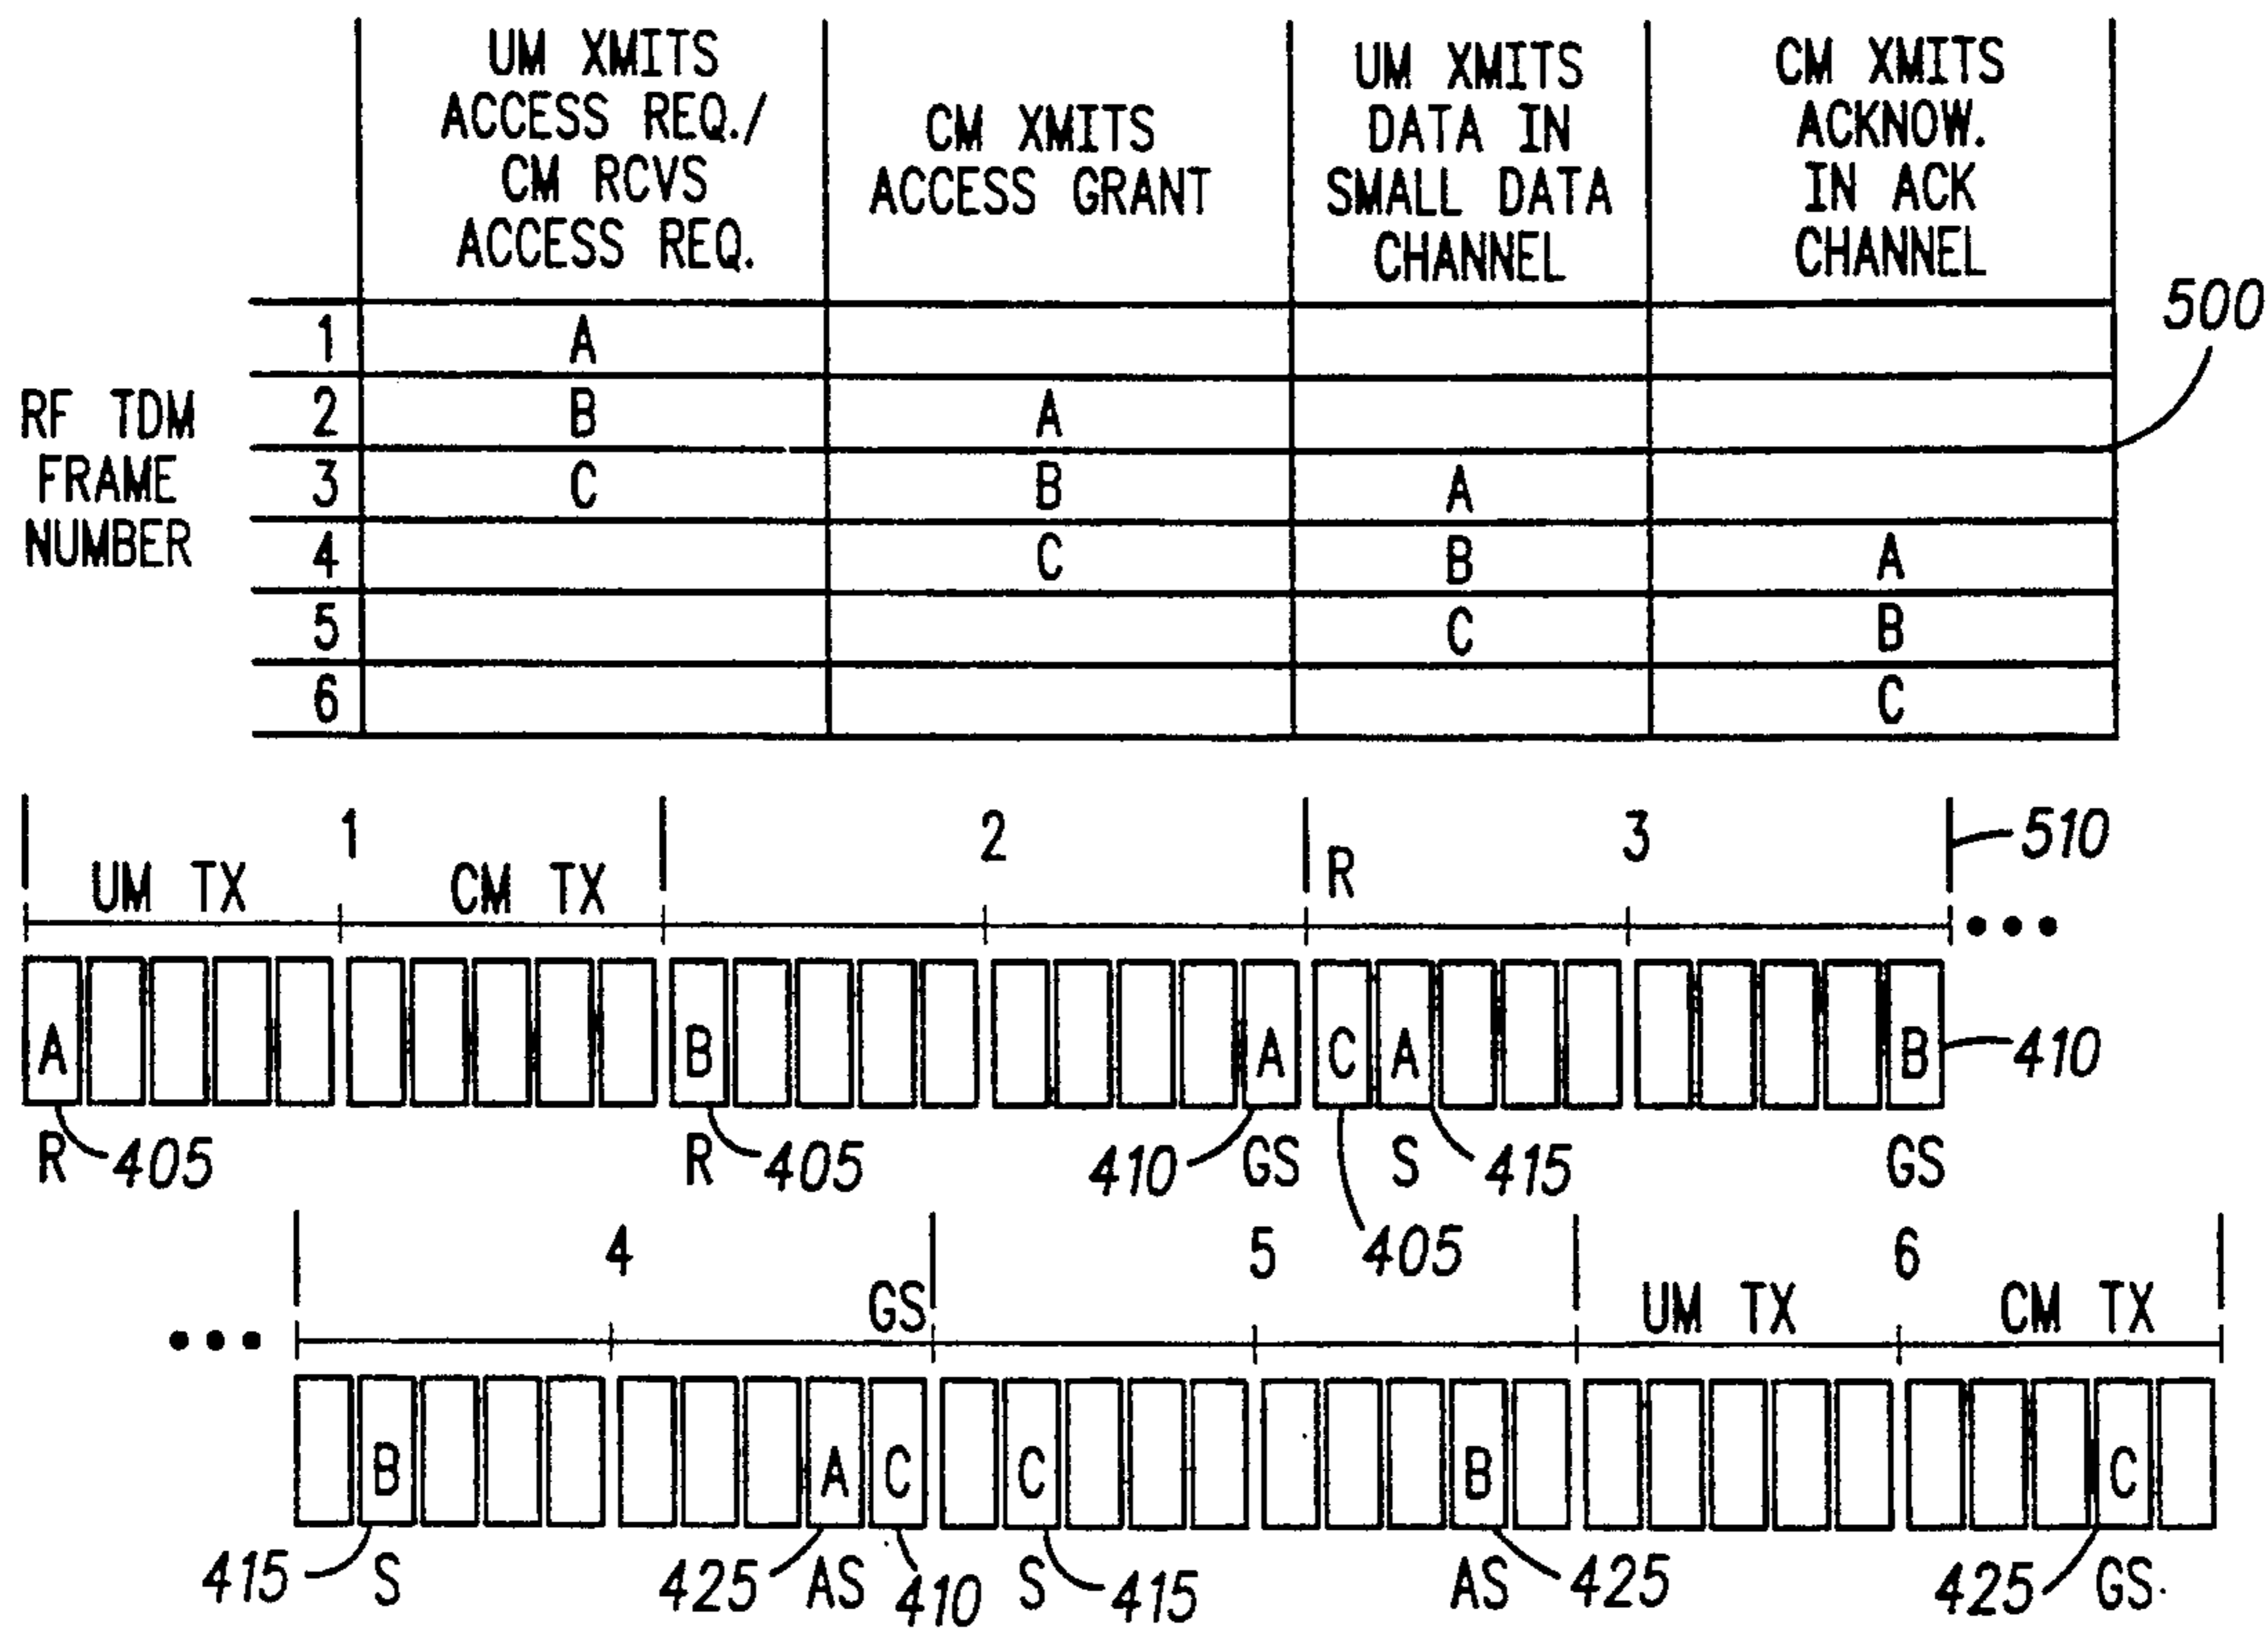 UM XMITS
ACCESS REQ./
CM RCVS
ACCESS REQ.
CM XMITS
ACCESS GRANT
UM XMITS
DATA IN
SMALL DATA
CHANNEL
CM XMITS
ACKNOW.
IN ACK
CHANNEL
500
RF TDM
FRAME
NUMBER
1 A
2 B A
3 C B A
4 C B A
5 C B
6 C
1 2 3 510
UM TX CM TX R
A B A C A B 410
R 405 R 405 410 GS S 415 GS
405
4 5 6
GS UM TX CM TX
B A C C B C
415 S 425 AS 410 S 415 AS 425 425 GS.